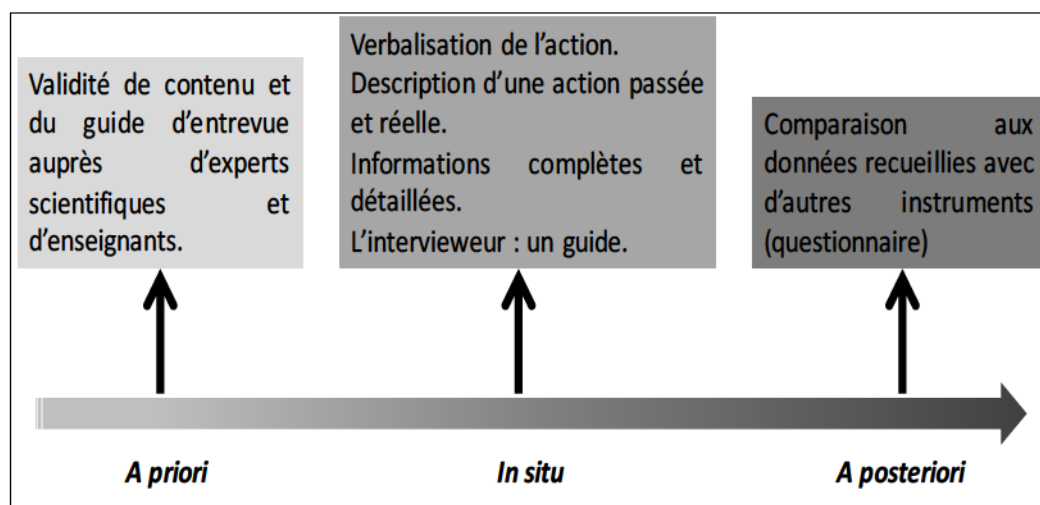 Validité de contenu et
du guide d'entrevue
auprès d'experts
scientifiques et
d'enseignants.
Verbalisation de l'action.
Description d'une action passée
et réelle.
Informations complètes et
détaillées.
L'intervieweur : un guide.
Comparaison aux
données recueillies avec
d'autres instruments
(questionnaire)
A priori
In situ
A posteriori